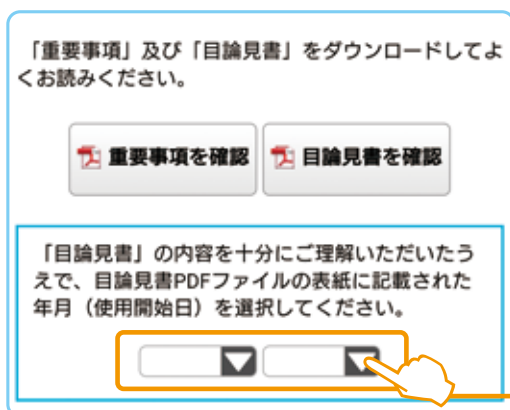 「重要事項」及び「目論見書」をダウンロードしてよ
くお読みください。
重要事項を確認 目論見書を確認
「目論見書」の内容を十分にご理解いただいたう
えで、目論見書PDFファイルの表紙に記載された
年月（使用開始日）を選択してください。